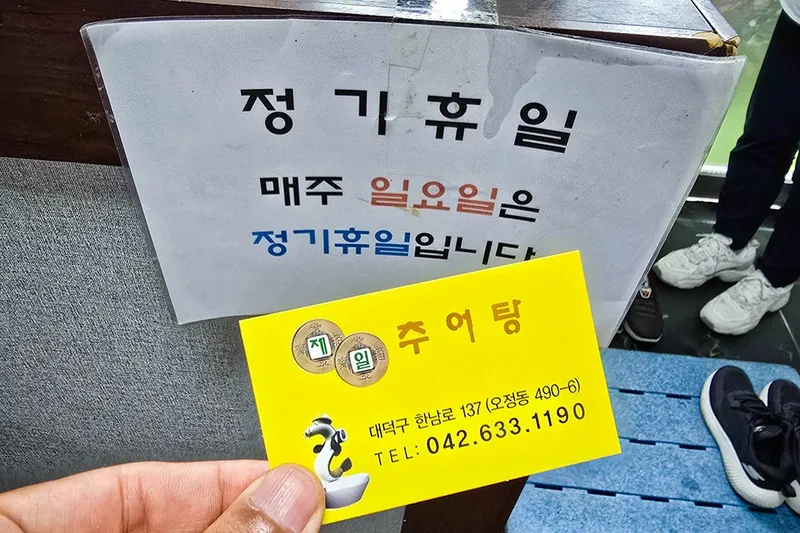 정기휴일
매주 일요일은
정기휴일입니다
제일 추어탕
대덕구 한남로 137 (오정동 490-6)
TEL: 042.633.1190